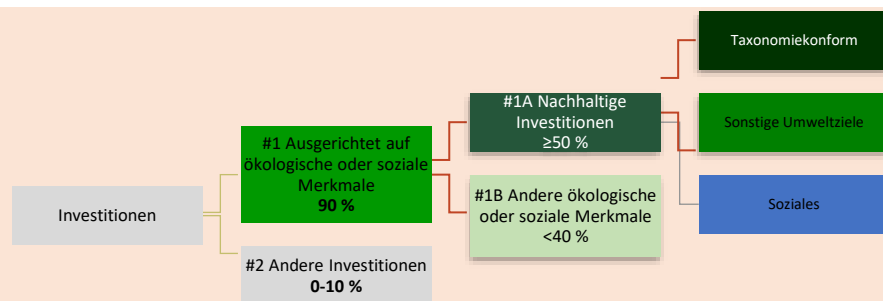 Investitionen
#1 Ausgerichtet auf
ökologische oder soziale
Merkmale
90 %
#2 Andere Investitionen
0-10 %
#1A Nachhaltige
Investitionen
≥50 %
#1B Andere ökologische
oder soziale Merkmale
<40 %
Taxonomiekonform
Sonstige Umweltziele
Soziales